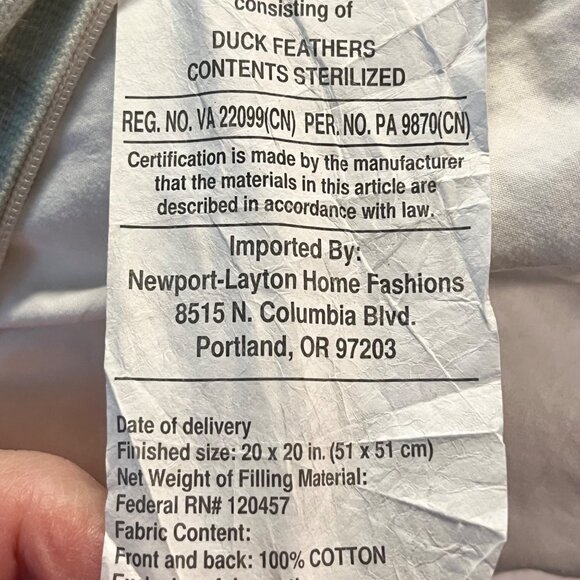 consisting of
DUCK FEATHERS
CONTENTS STERILIZED
REG. NO. VA 22099(CN) PER. NO. PA 9870(CN)
Certification is made by the manufacturer
that the materials in this article are
described in accordance with law.
Imported By:
Newport-Layton Home Fashions
8515 N. Columbia Blvd.
Portland, OR 97203
Date of delivery
Finished size: 20 x 20 in. (51 x 51 cm)
Net Weight of Filling Material:
Federal RN# 120457
Fabric Content:
Front and back: 100% COTTON